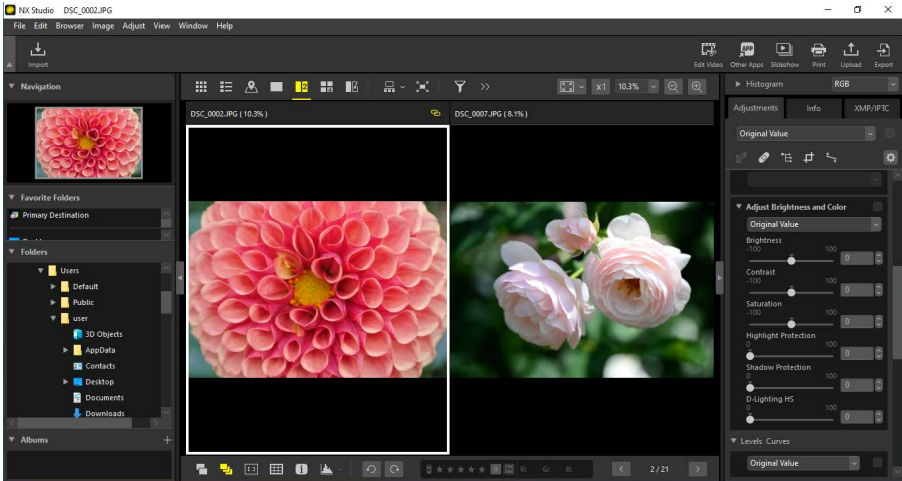 NX Studio DSC_0002.JPG
File Edit Browser Image Adjust View Window Help
Import
Edit Video Other Apps Slideshow Print Upload Export
Navigation
2 x1 10.3%
Histogram RGB
DSC_0002.JPG ( 10.3% )
DSC_0007.JPG ( 8.1% )
Adjustments Info XMP/IPTC
Original Value
Favorite Folders
Primary Destination
Folders
Users
Default
Public
user
3D Objects
AppData
Contacts
Desktop
Documents
Downloads
Albums
Adjust Brightness and Color
Original Value
Brightness
-100 100
0
Contrast
-100 100
0
Saturation
-100 100
0
Highlight Protection
0 100
0
Shadow Protection
0 100
0
D-Lighting HS
0 100
0
Levels Curves
Original Value
R: G: B:
2 / 21